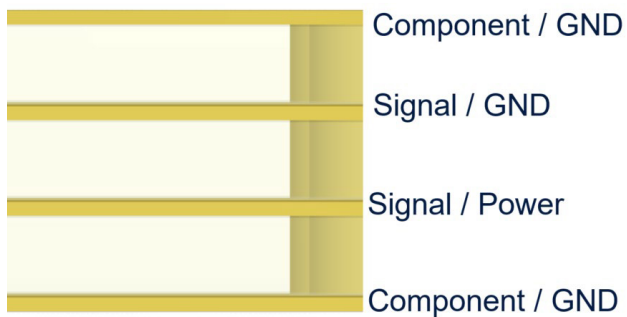 Component / GND
Signal / GND
Signal / Power
Component / GND